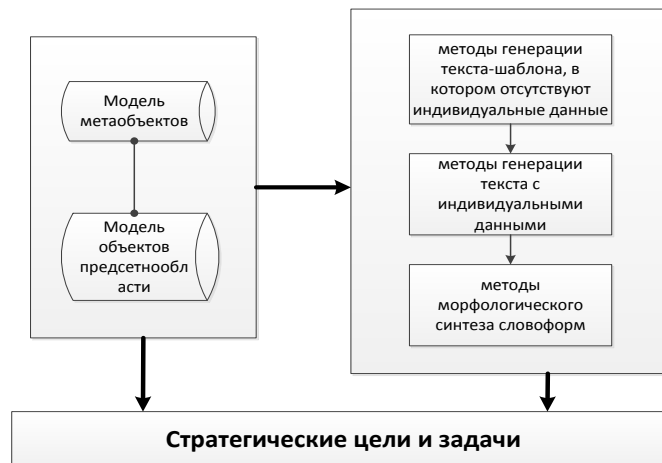 Модель
метаобъектов
Модель
объектов
предсетнообл
асти
методы генерации
текста-шаблона, в
котором отсутствуют
индивидуальные данные
методы генерации
текста с
индивидуальными
данными
методы
морфологического
синтеза словоформ
Стратегические цели и задачи